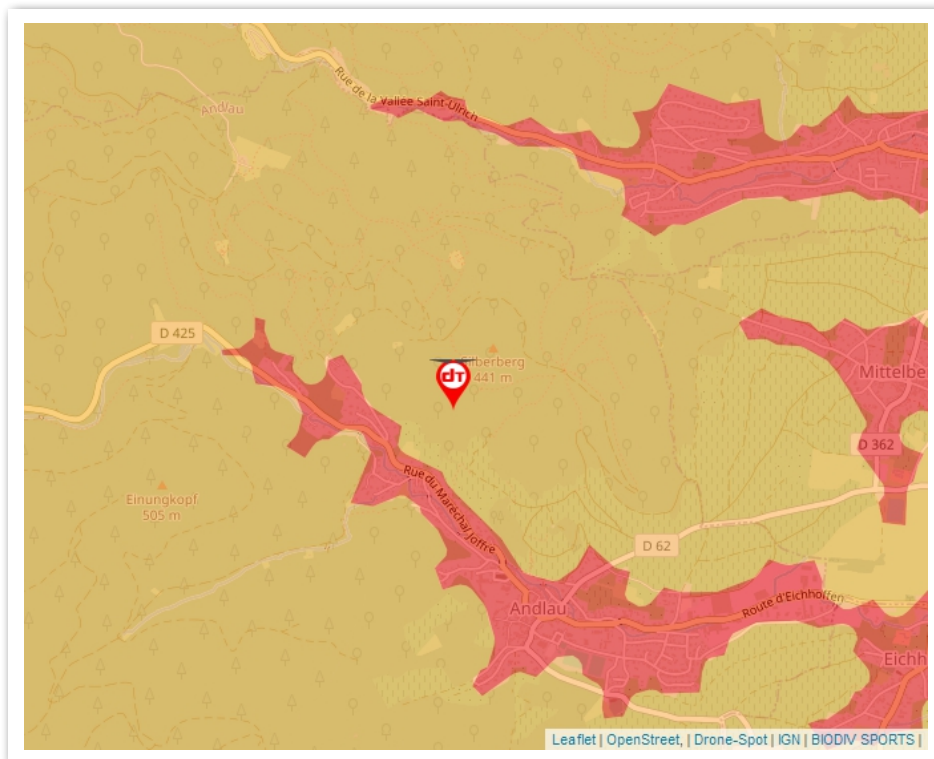 Rue de la Vallée Saint-Ulrich
Andlau
D 425
Silberberg
441 m
dT
Mittelbe
D 362
Rue du Maréchal Joffre
Einungkopf
505 m
D 62
Andlau
Route d'Eichhoffen
Eichh
Leaflet | OpenStreet, | Drone-Spot | IGN | BIODIV SPORTS |